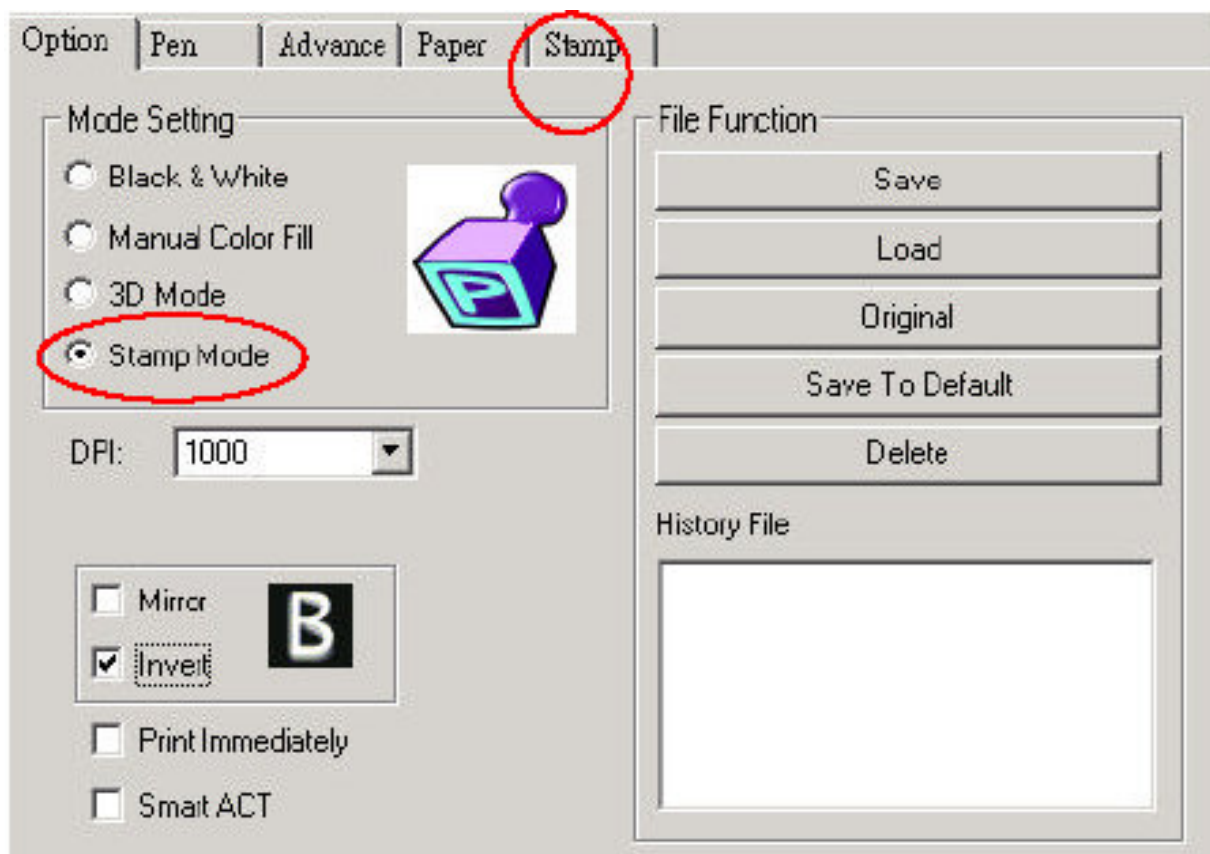 Option Pen Advance Paper Stamp
Mode Setting
Black & White
Manual Color Fill
3D Mode
Stamp Mode
P
DPI: 1000
Mirror
Invert
B
Print Immediately
Smart ACT
File Function
Save
Load
Original
Save To Default
Delete
History File